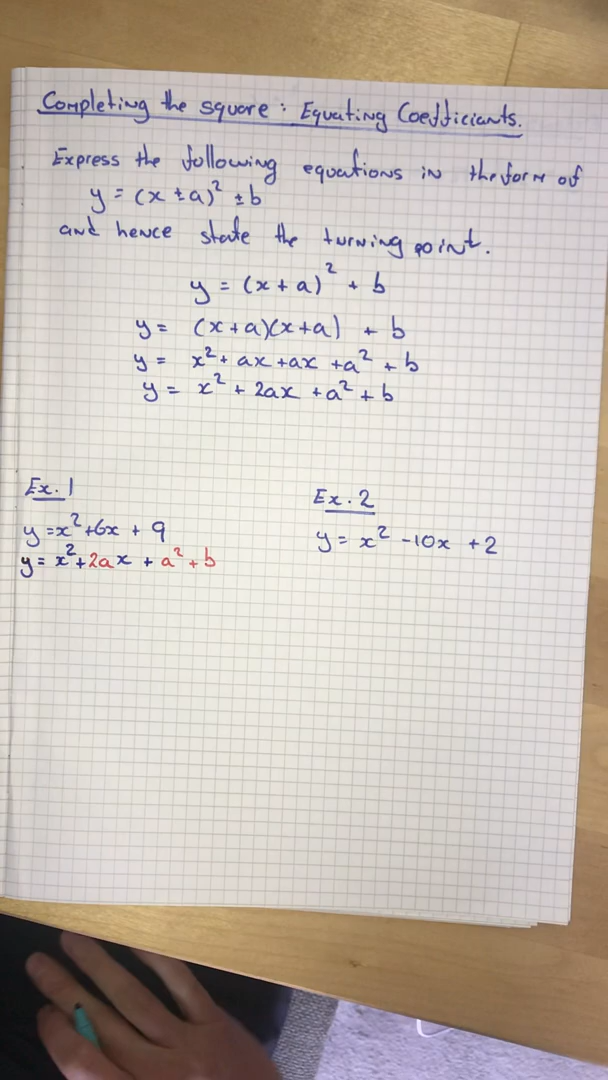 Completing the square : Equating Coefficiants.
Express the following equations in the form of
y = (x ± a)² ± b
and hence state the turning point.
y = (x + a)² + b
y = (x + a)(x + a) + b
y = x² + ax + ax + a² + b
y = x² + 2ax + a² + b
Ex. 1
y = x² + 6x + 9
y = x² + 2ax + a² + b
Ex. 2
y = x² - 10x + 2